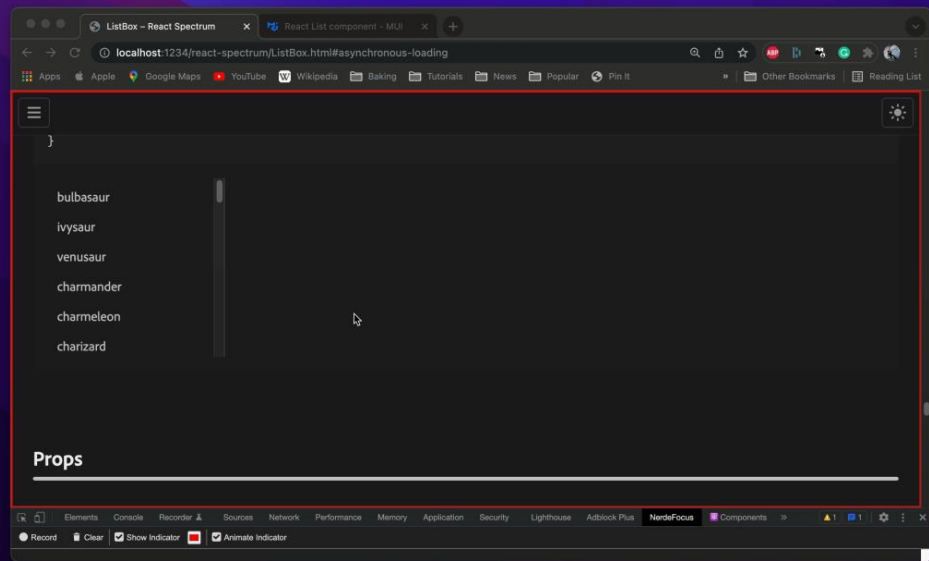 ListBox – React Spectrum
React List component - MUI
localhost:1234/react-spectrum/ListBox.html#asynchronous-loading
ABP
Apps Apple Google Maps YouTube W Wikipedia Baking Tutorials News Popular Pin It » Other Bookmarks Reading List
}
bulbasaur
ivysaur
venusaur
charmander
charmeleon
charizard
Props
Elements Console Recorder Sources Network Performance Memory Application Security Lighthouse Adblock Plus NerdeFocus Components » 1 1
Record Clear Show Indicator Animate Indicator